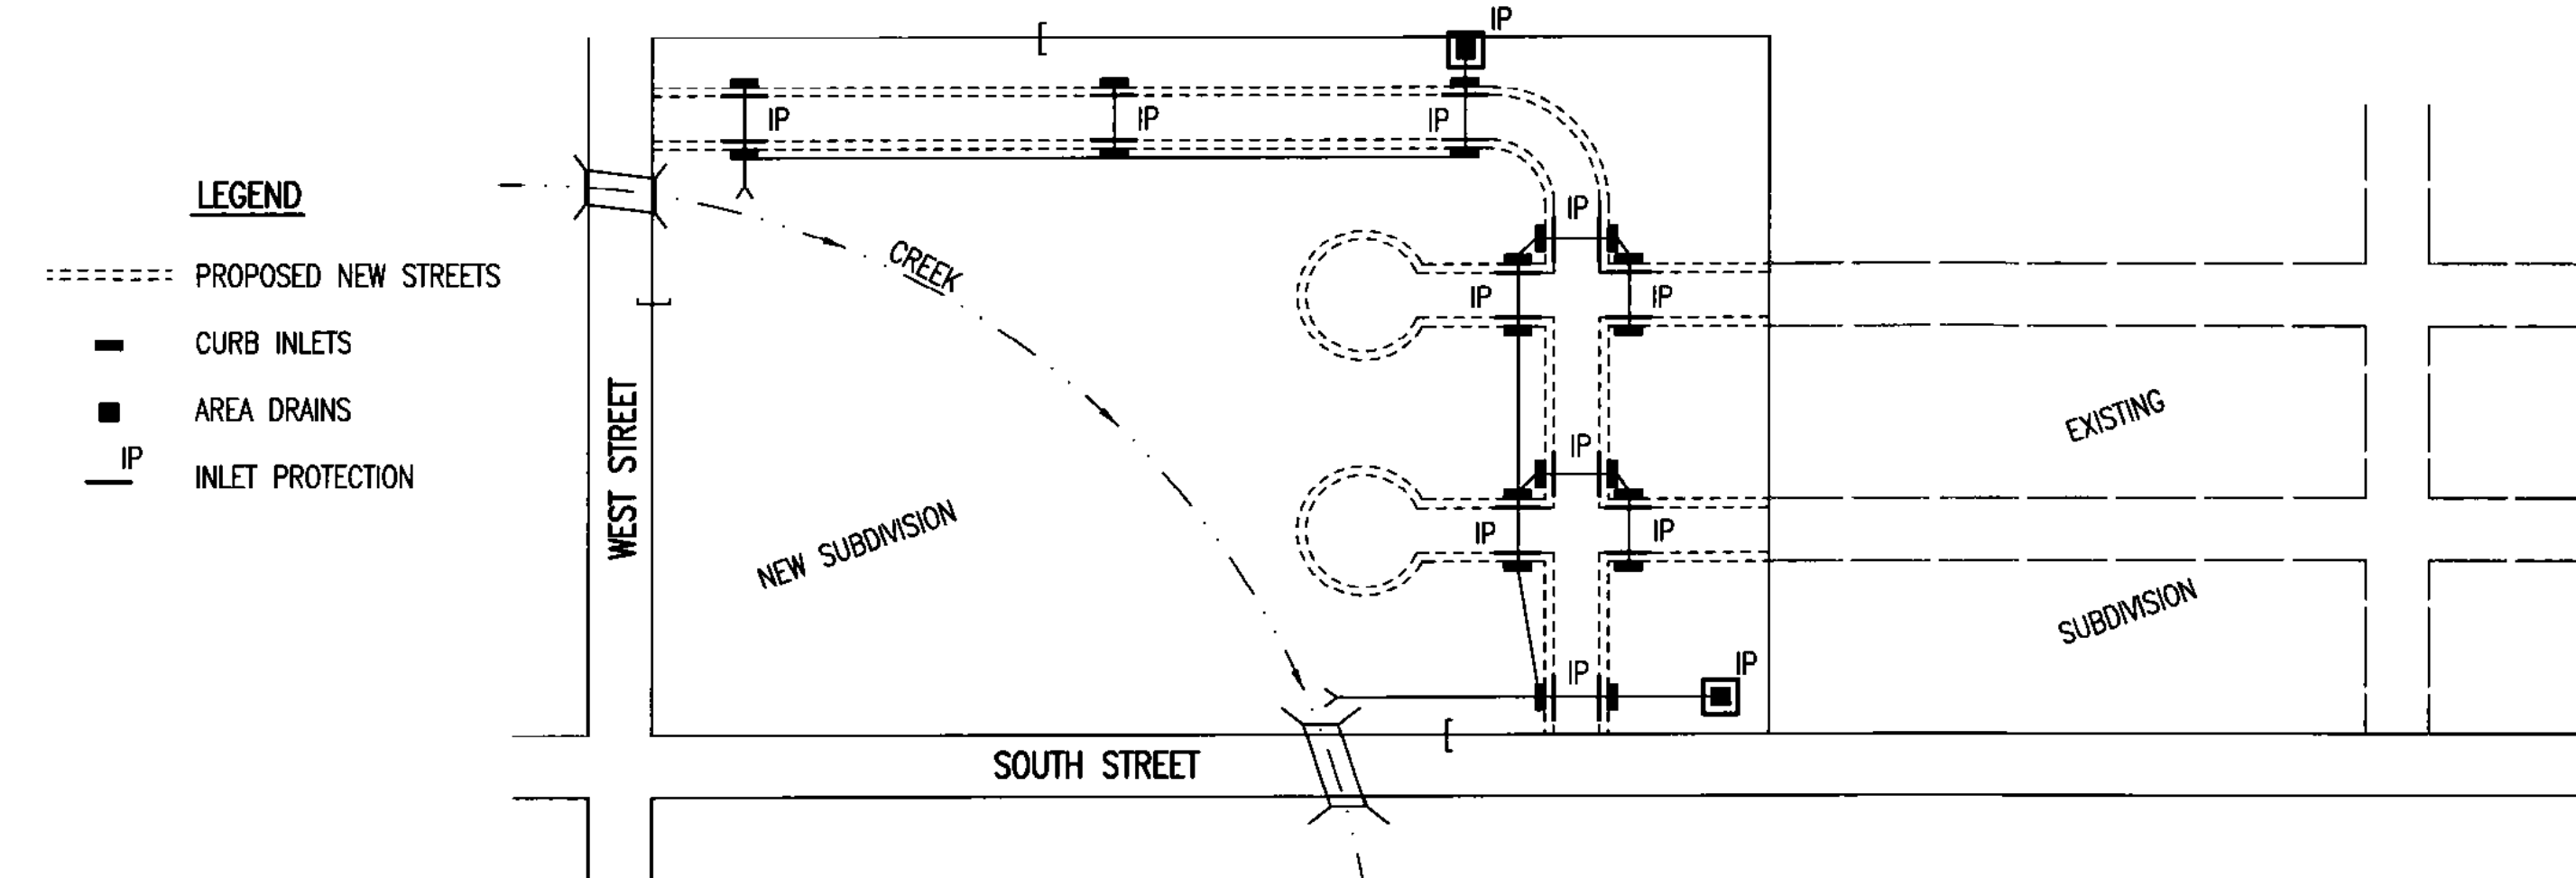 LEGEND
PROPOSED NEW STREETS
CURB INLETS
AREA DRAINS
IP
INLET PROTECTION
IP
IP
IP
IP
IP
IP
IP
IP
IP
IP
IP
IP
CREEK
WEST STREET
NEW SUBDIVISION
EXISTING
SUBDIVISION
SOUTH STREET